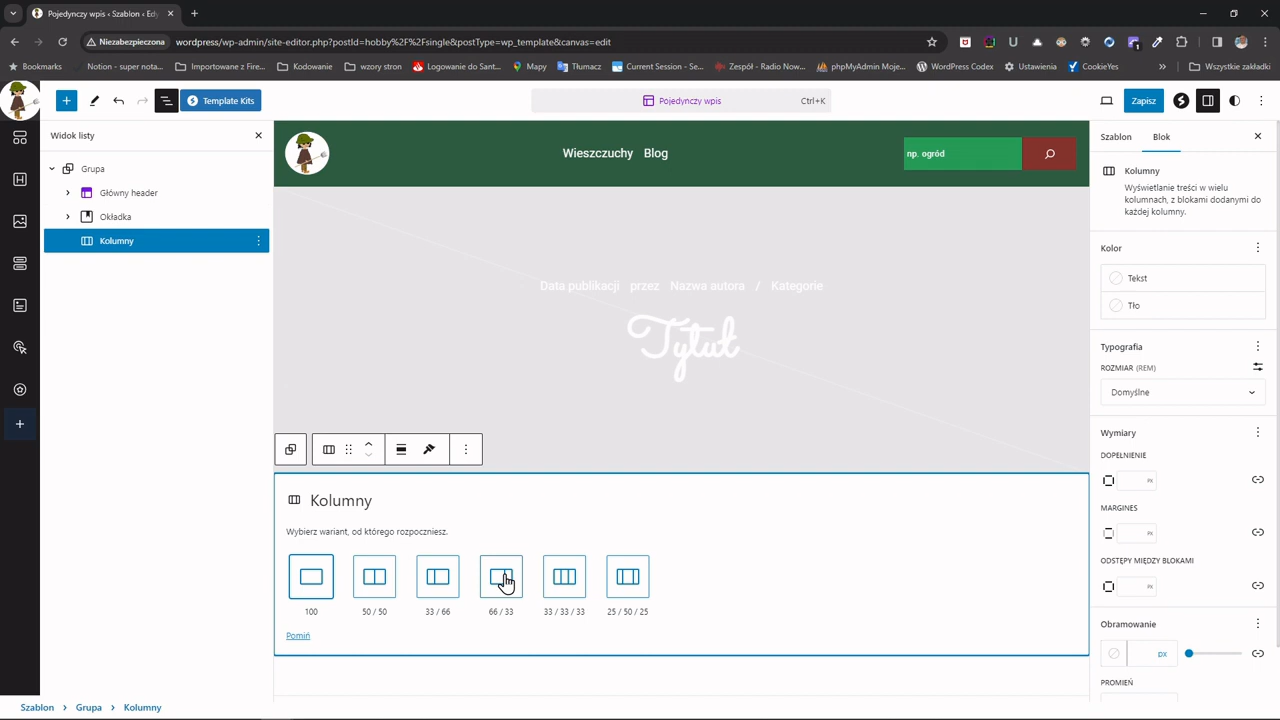 Pojedynczy wpis ‹ Szablon ‹ Edy
Niezabezpieczona
wordpress/wp-admin/site-editor.php?postId=hobby%2F%2Fsingle&postType=wp_template&canvas=edit
Bookmarks
Notion - super nota...
Importowane z Fire...
Kodowanie
wzory stron
Logowanie do Sant...
Mapy
Tłumacz
Current Session - Se...
Zespół - Radio Now...
phpMyAdmin Moje...
WordPress Codex
Ustawienia
CookieYes
»
Wszystkie zakładki
Template Kits
Pojedynczy wpis
Ctrl+K
Zapisz
Widok listy
Grupa
Główny header
Okładka
Kolumny
Wieszczuchy Blog
np. ogród
Data publikacji przez Nazwa autora / Kategorie
Tytuł
Kolumny
Wybierz wariant, od którego rozpoczniesz.
100
50 / 50
33 / 66
66 / 33
33 / 33 / 33
25 / 50 / 25
Pomiń
Szablon
Blok
Kolumny
Wyświetlanie treści w wielu
kolumnach, z blokami dodanymi do
każdej kolumny.
Kolor
Tekst
Tło
Typografia
ROZMIAR (REM)
Domyślne
Wymiary
DOPEŁNIENIE
PX
MARGINES
PX
ODSTĘPY MIĘDZY BLOKAMI
PX
Obramowanie
PX
PROMIEŃ
Szablon > Grupa > Kolumny